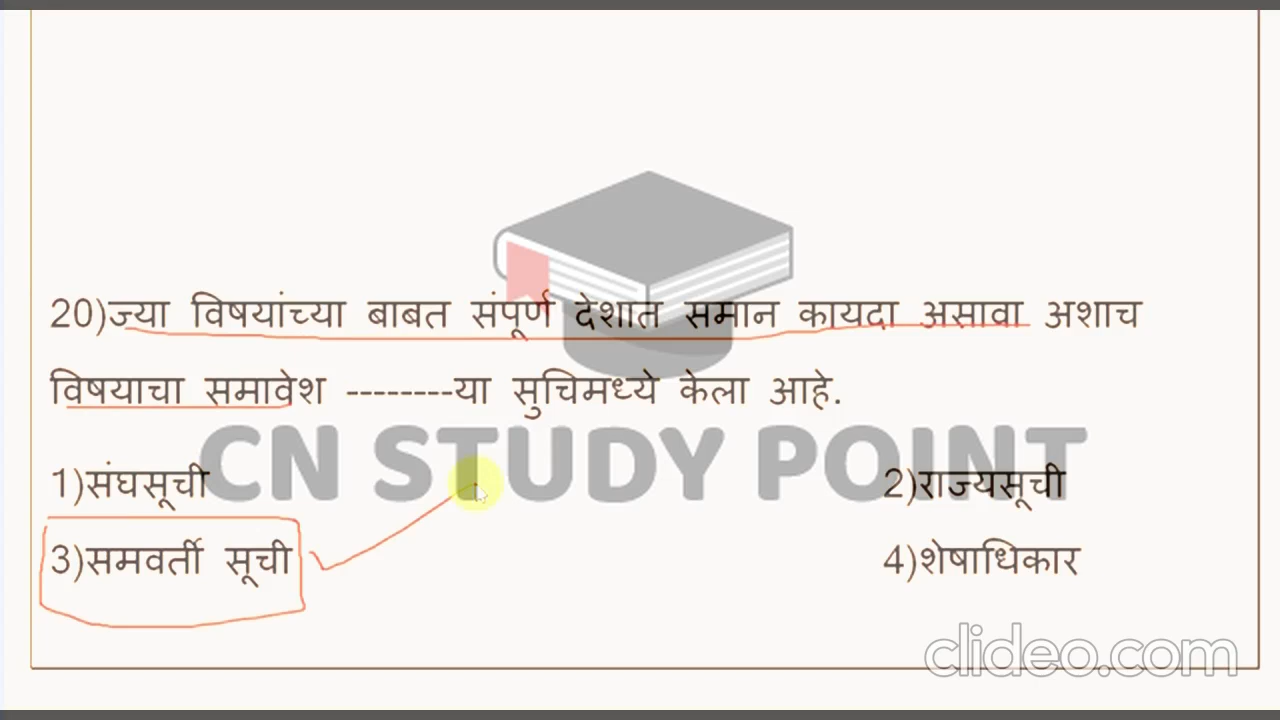 20)ज्या विषयांच्या बाबत संपूर्ण देशात समान कायदा असावा अशाच
विषयाचा समावेश --------या सुचिमध्ये केला आहे.
CN STUDY POINT
1)संघसूची 2)राज्यसूची
3)समवर्ती सूची 4)शेषाधिकार
clideo.com